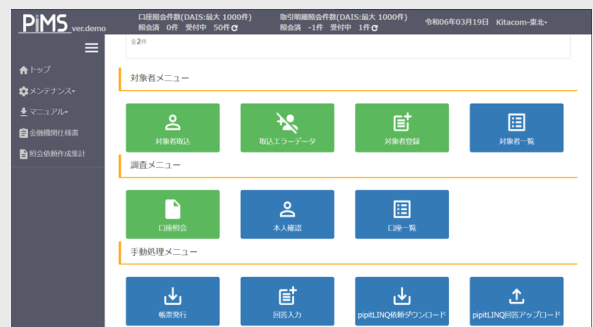 PiMS ver.demo
口座照会件数(DAIS:最大 1000件)
照会済 0件 受付中 50件
取引明細照会件数(DAIS:最大 1000件)
照会済 -1件 受付中 1件
令和06年03月19日 Kitacom-東北-
全2件
トップ
メンテナンス
マニュアル
金融機関仕様書
照会依頼作成集計
対象者メニュー
対象者取込
取込エラーデータ
対象者登録
対象者一覧
調査メニュー
口座照会
本人確認
口座一覧
手動処理メニュー
帳票発行
回答入力
pipitLINQ依頼ダウンロード
pipitLINQ回答アップロード